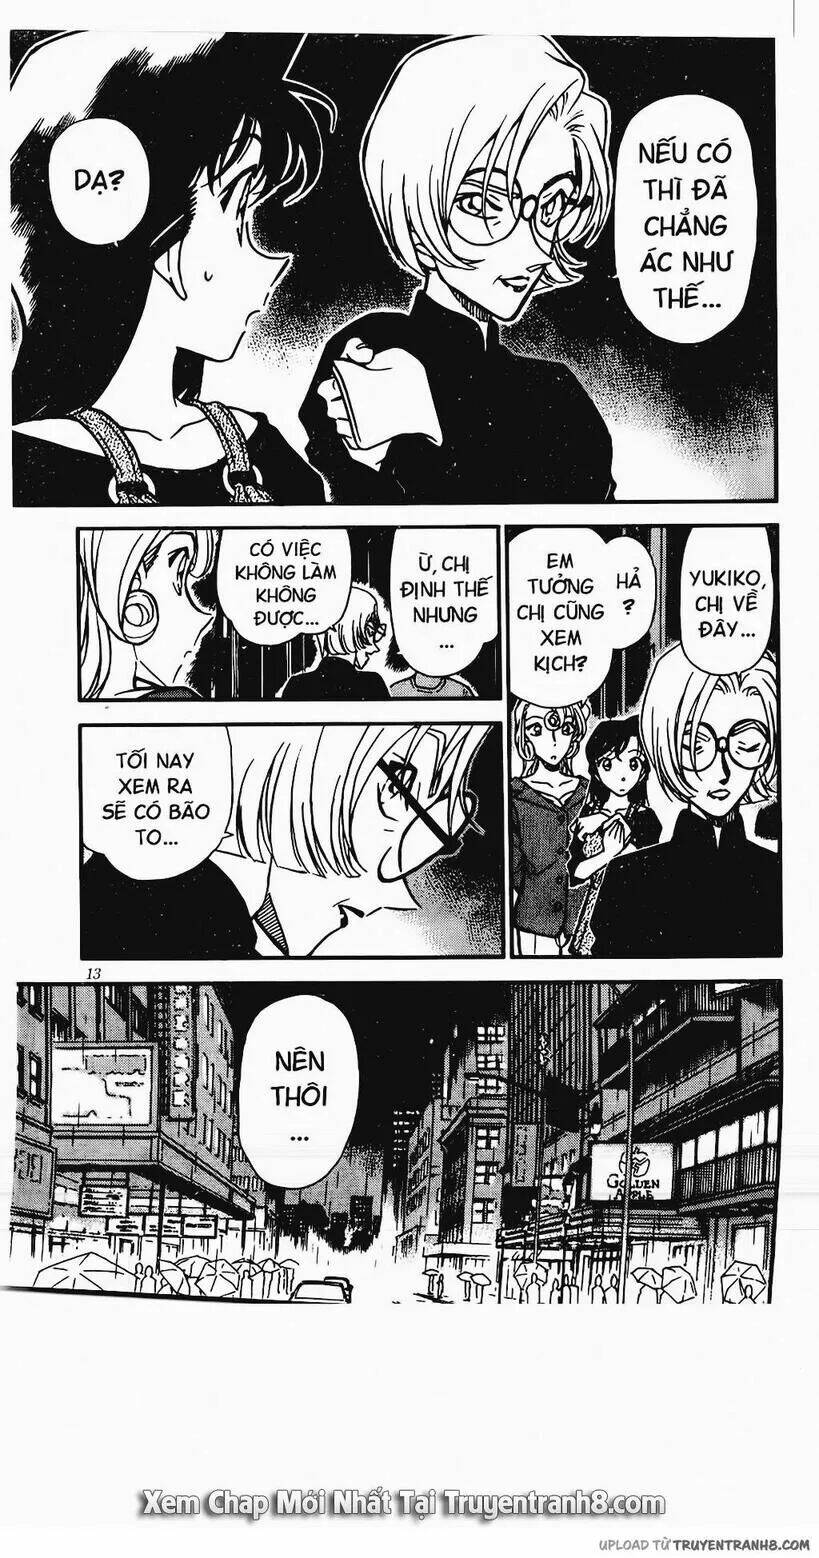 NẾU CÓ
THÌ ĐÃ
CHẲNG
ÁC NHƯ
THẾ...
DẠ?
YUKIKO,
CHỊ VỀ
ĐÂY...
HẢ
?
EM
TƯỞNG
CHỊ CŨNG
XEM
KỊCH?
Ừ, CHỊ
ĐỊNH THẾ
NHƯNG
...
CÓ VIỆC
KHÔNG LÀM
KHÔNG
ĐƯỢC...
TỐI NAY
XEM RA
SẼ CÓ BÃO
TO...
13
NÊN
THÔI
...
GOLDEN
APPLE
Xem Chap Mới Nhất Tại Truyentranh8.com
UPLOAD TỪ TRUYENTRANH8.COM